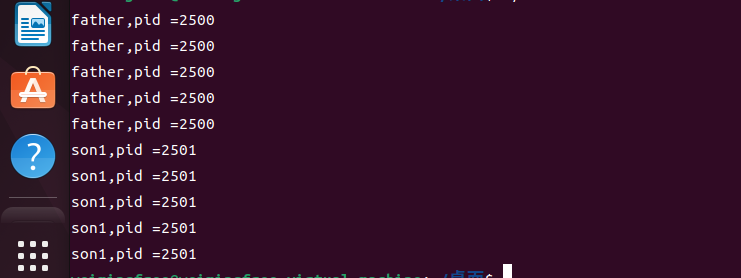 father,pid =2500
father,pid =2500
father,pid =2500
father,pid =2500
father,pid =2500
son1,pid =2501
son1,pid =2501
son1,pid =2501
son1,pid =2501
son1,pid =2501